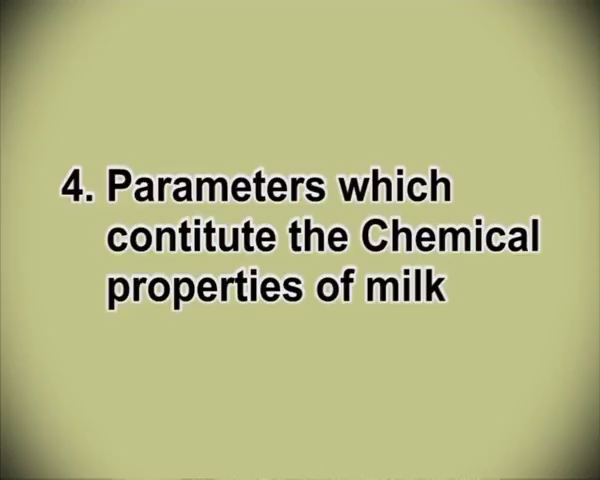 4. Parameters which
contitute the Chemical
properties of milk